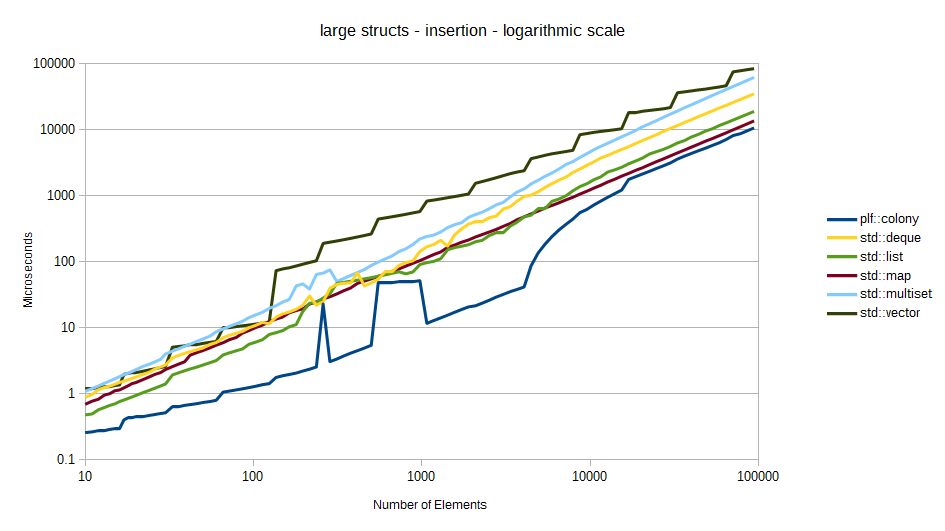 large structs - insertion - logarithmic scale
100000
10000
1000
100
10
1
0.1
Microseconds
10
100
1000
10000
100000
Number of Elements
plf::colony
std::deque
std::list
std::map
std::multiset
std::vector